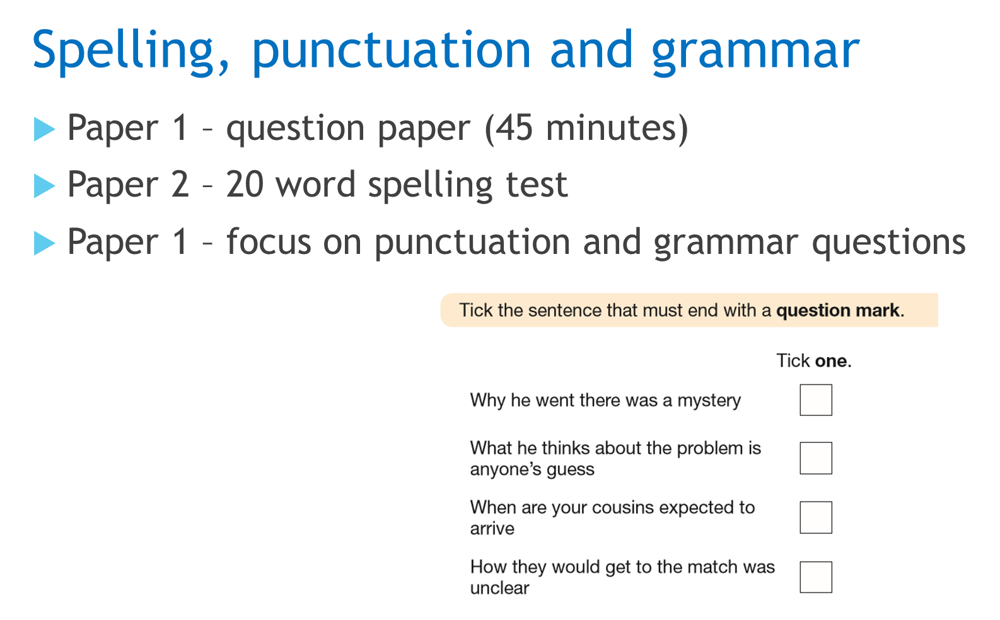 Spelling, punctuation and grammar
Paper 1 – question paper (45 minutes)
Paper 2 – 20 word spelling test
Paper 1 – focus on punctuation and grammar questions
Tick the sentence that must end with a question mark.
Tick one.
Why he went there was a mystery
What he thinks about the problem is
anyone’s guess
When are your cousins expected to
arrive
How they would get to the match was
unclear